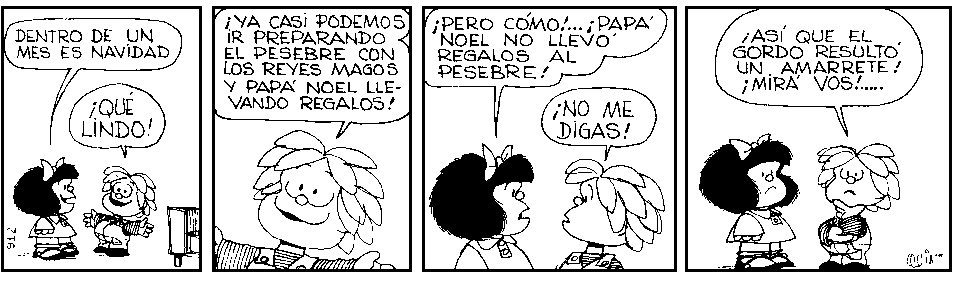 DENTRO DE UN
MES ES NAVIDAD
¡QUÉ
LINDO!
912
¡YA CASI PODEMOS
IR PREPARANDO
EL PESEBRE CON
LOS REYES MAGOS
Y PAPÁ NOEL LLE-
VANDO REGALOS!
¡PERO CÓMO!...¡PAPÁ
NOEL NO LLEVÓ
REGALOS AL
PESEBRE!
¡NO ME
DIGAS!
¡ASÍ QUE EL
GORDO RESULTÓ
UN AMARRETE!
¡MIRÁ VOS!.....